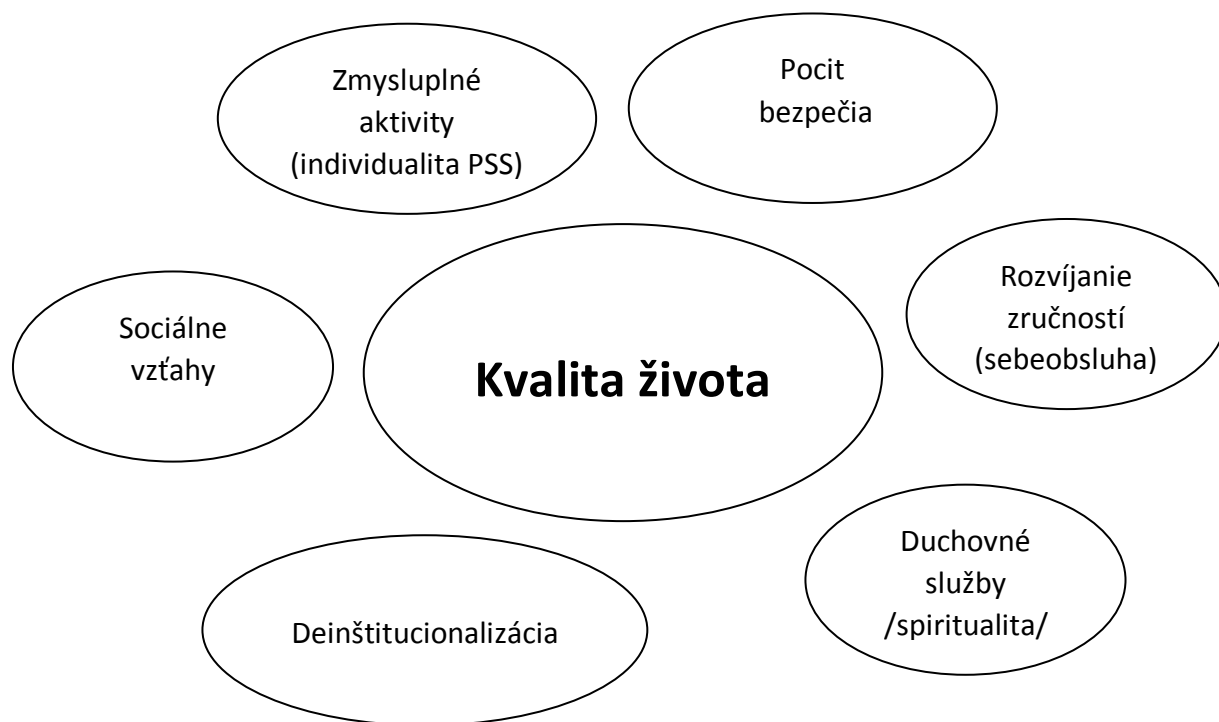 Zmysluplné
aktivity
(individualita PSS)
Pocit
bezpečia
Sociálne
vzťahy
Kvalita života
Rozvíjanie
zručností
(sebeobsluha)
Deinštitucionalizácia
Duchovné
služby
/spiritualita/